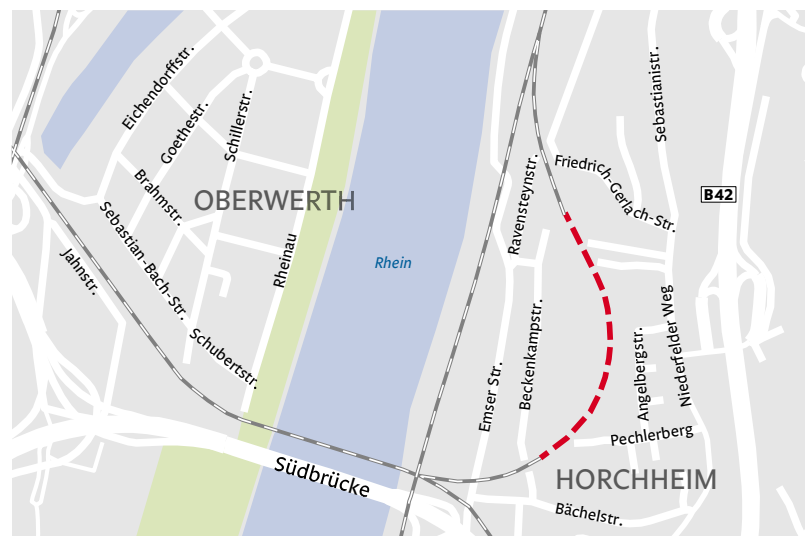 Eichendorffstr.
Goethestr.
Schillerstr.
Sebastianistr.
Ravensteynstr.
Friedrich-Gerlach-Str.
B42
Brahmstr.
OBERWERTH
Sebastian-Bach-Str.
Jahnstr.
Rheinau
Rhein
Schubertstr.
Emser Str.
Beckenkampstr.
Angelbergstr.
Niederfelder Weg
Pechlerberg
Südbrücke
HORCHHEIM
Bächelstr.